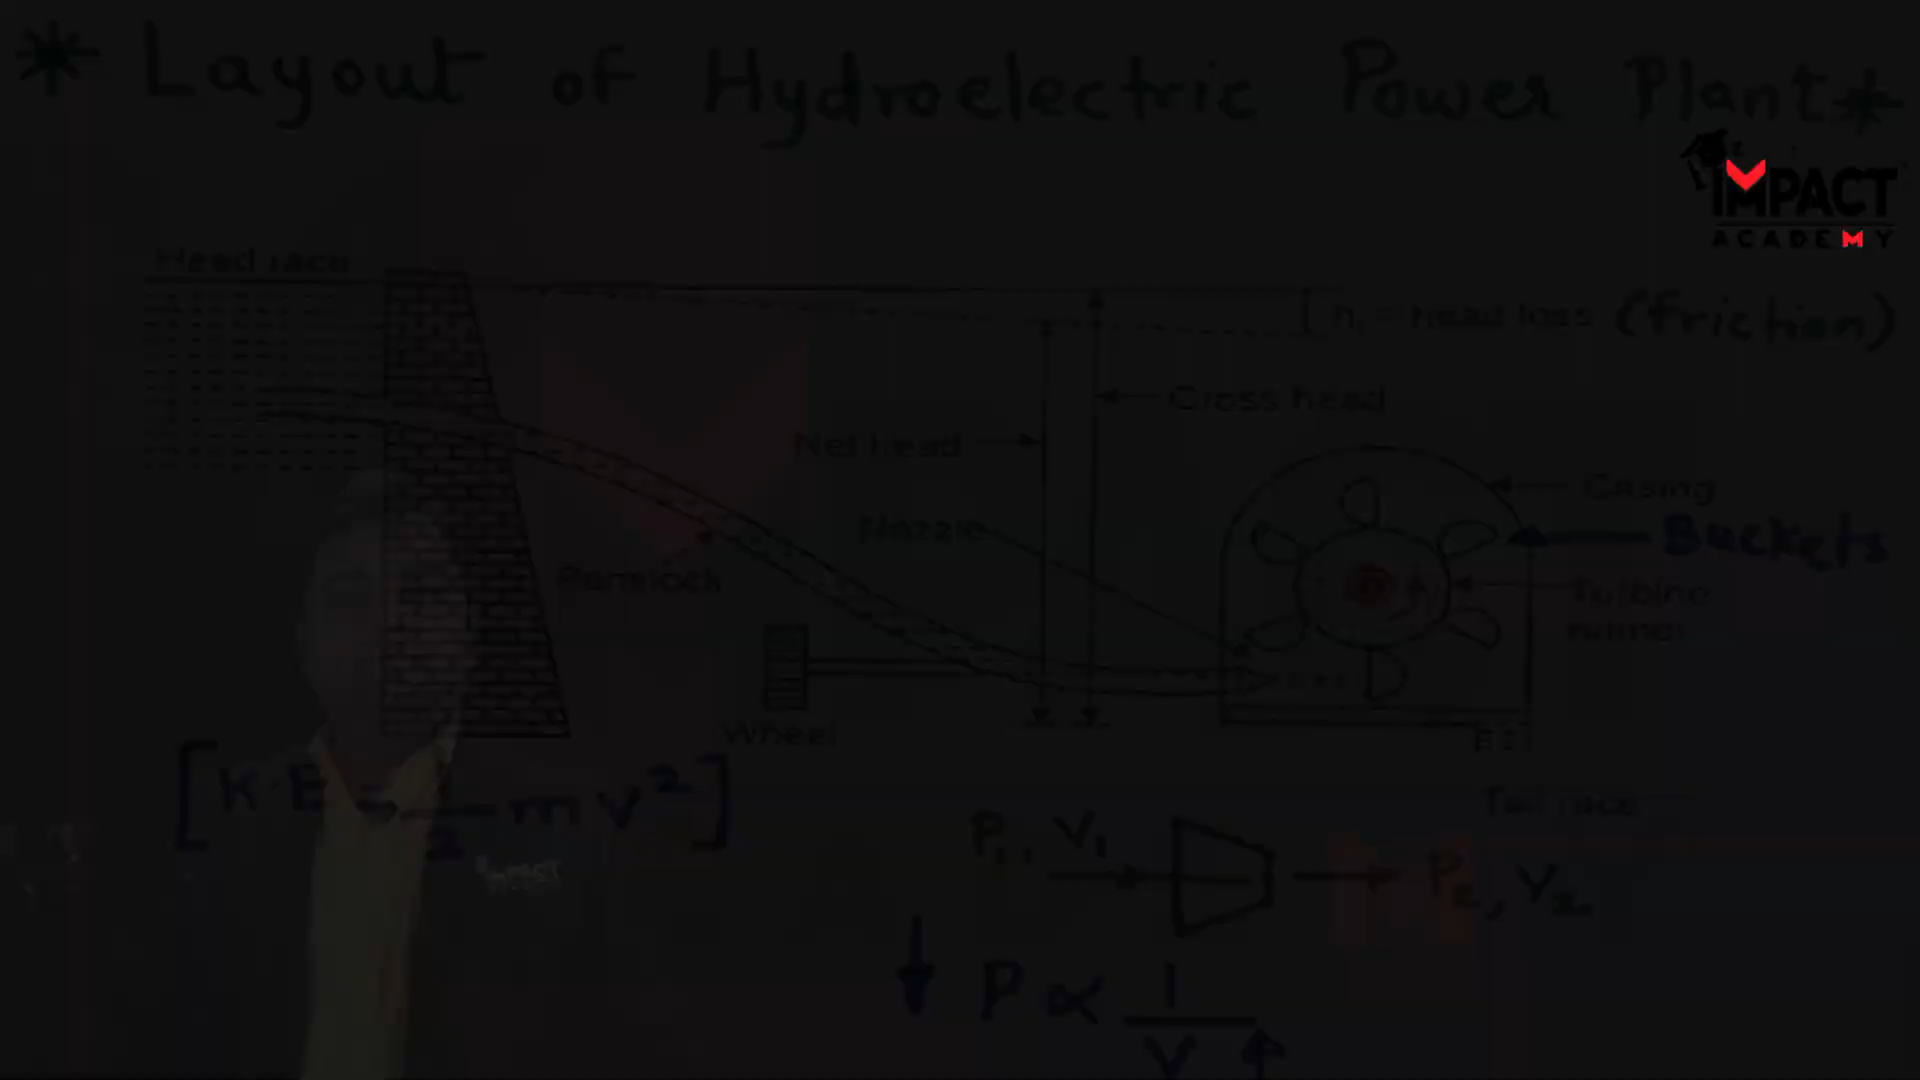 * Layout of Hydroelectric Power Plant *
IMPACT
ACADEMY
Head race
hf = head loss (friction)
Gross head
Net head
Casing
Nozzle
Buckets
Penstock
Turbine
runner
Wheel
[K.E = 1/2 mv²]
Tail race
P₁, V₁
P₂, V₂
↓ P ∝ 1/V ↑